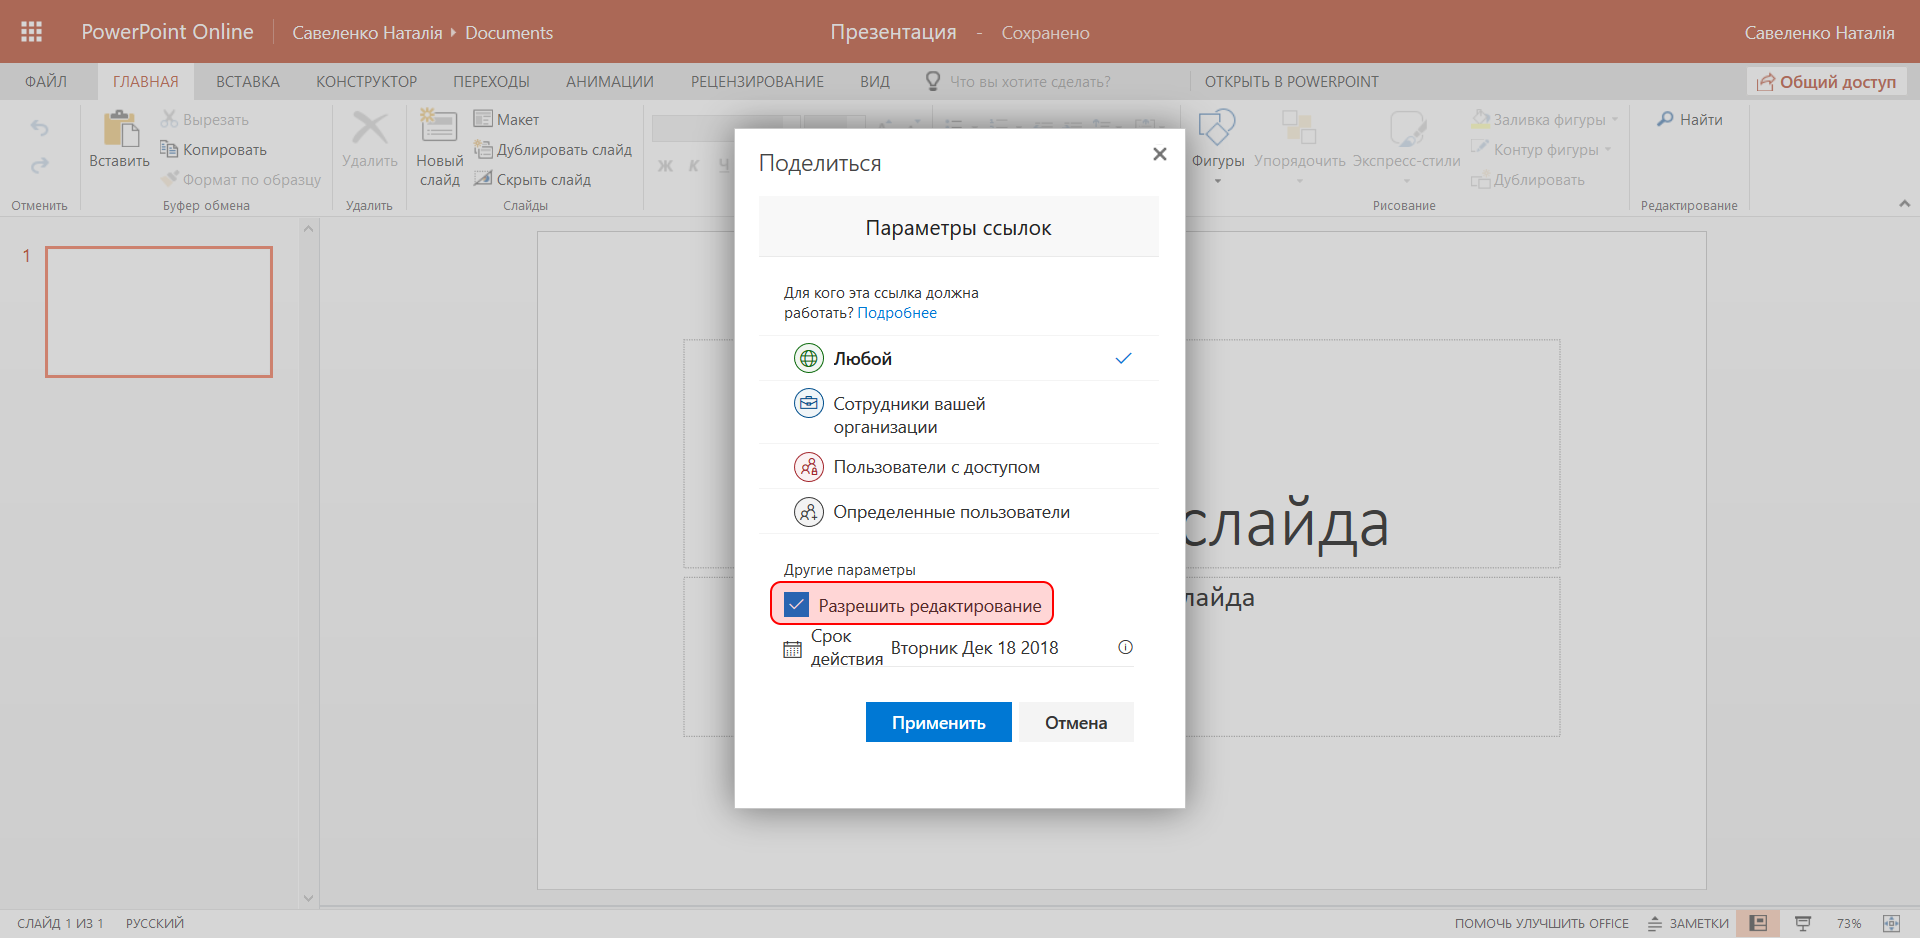 PowerPoint Online
Савеленко Наталія
Documents
Презентация - Сохранено
Савеленко Наталія
ФАЙЛ
ГЛАВНАЯ
ВСТАВКА
КОНСТРУКТОР
ПЕРЕХОДЫ
АНИМАЦИИ
РЕЦЕНЗИРОВАНИЕ
ВИД
Что вы хотите сделать?
ОТКРЫТЬ В POWERPOINT
Общий доступ
Отменить
Вставить
Вырезать
Копировать
Формат по образцу
Буфер обмена
Удалить
Удалить
Новый
слайд
Макет
Дублировать слайд
Скрыть слайд
Слайды
Ж К Ч
Фигуры
Упорядочить
Экспресс-стили
Заливка фигуры
Контур фигуры
Дублировать
Рисование
Найти
Редактирование
1
Поделиться
Параметры ссылок
Для кого эта ссылка должна
работать? Подробнее
Любой
Сотрудники вашей
организации
Пользователи с доступом
Определенные пользователи
Другие параметры
Разрешить редактирование
Срок
действия
Вторник Дек 18 2018
Применить
Отмена
слайда
лайда
СЛАЙД 1 ИЗ 1
РУССКИЙ
ПОМОЧЬ УЛУЧШИТЬ OFFICE
ЗАМЕТКИ
73%